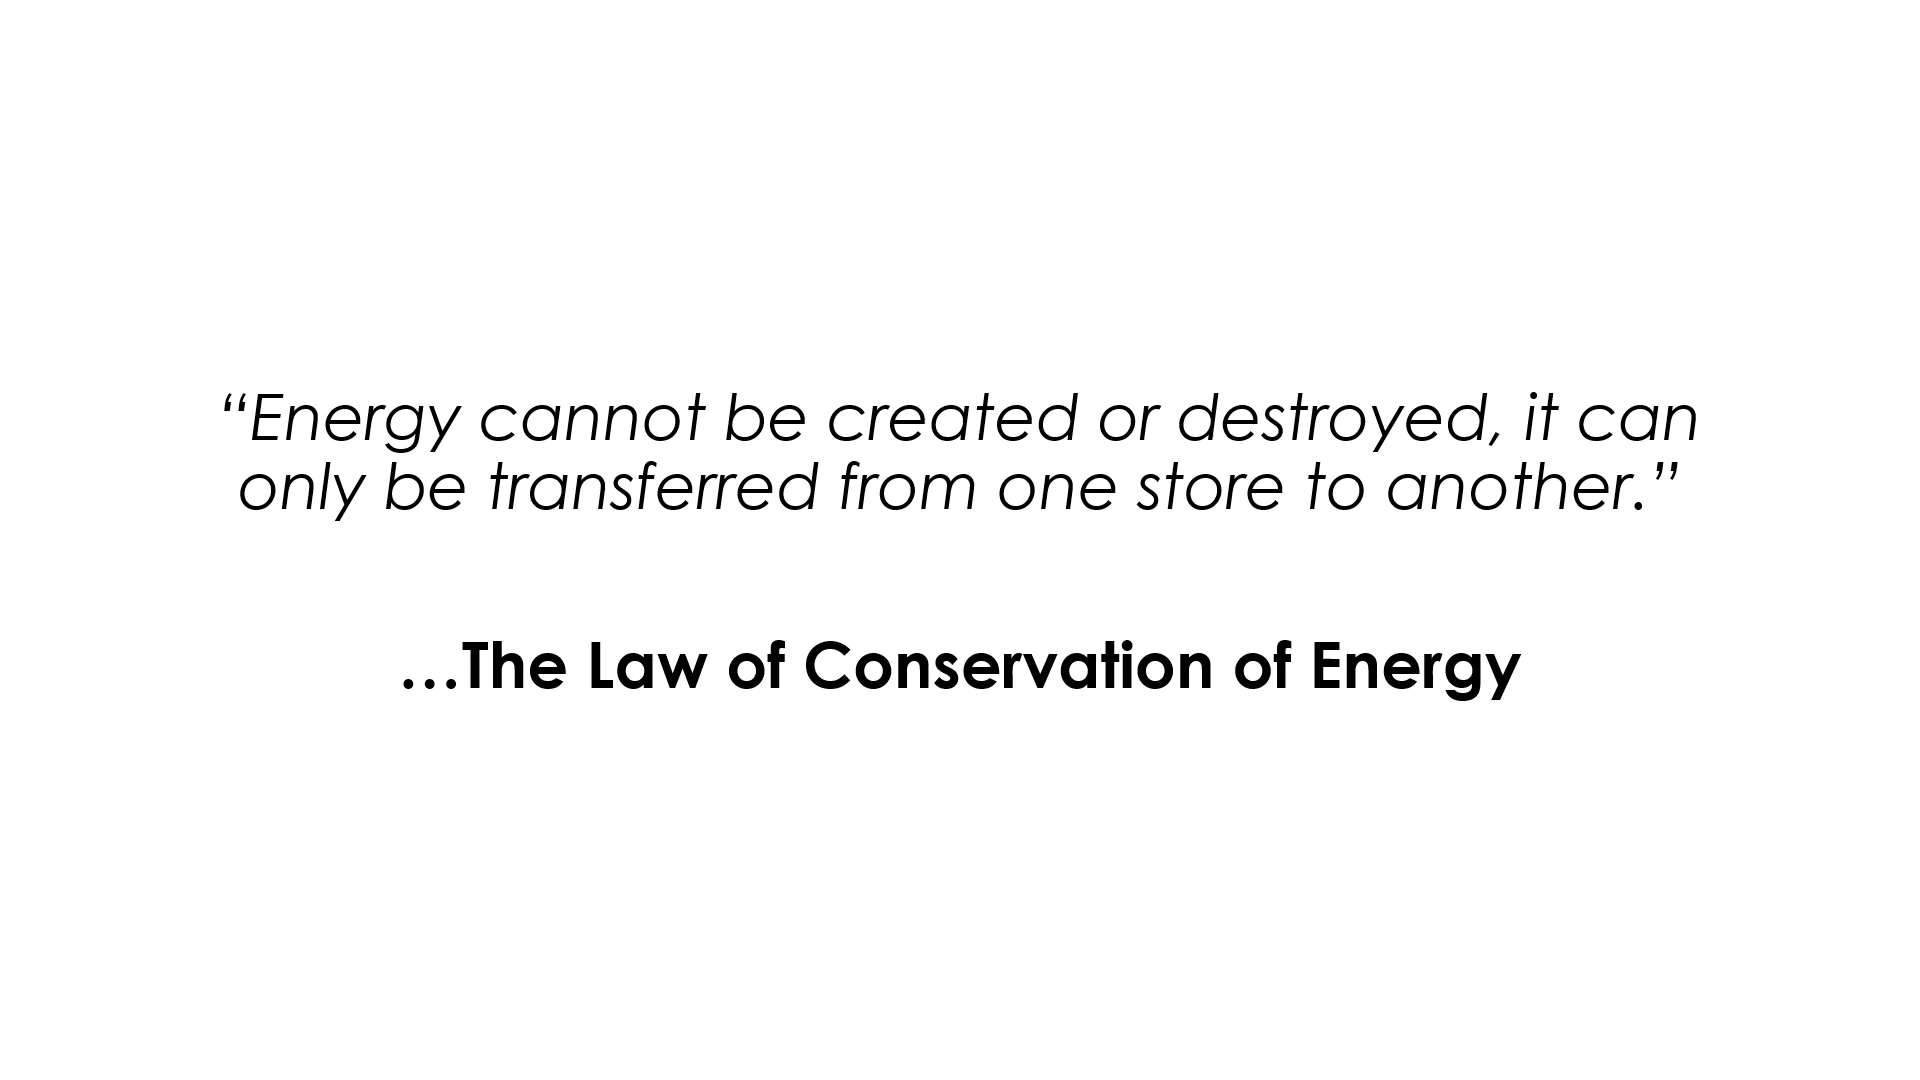 “Energy cannot be created or destroyed, it can
only be transferred from one store to another.”
…The Law of Conservation of Energy